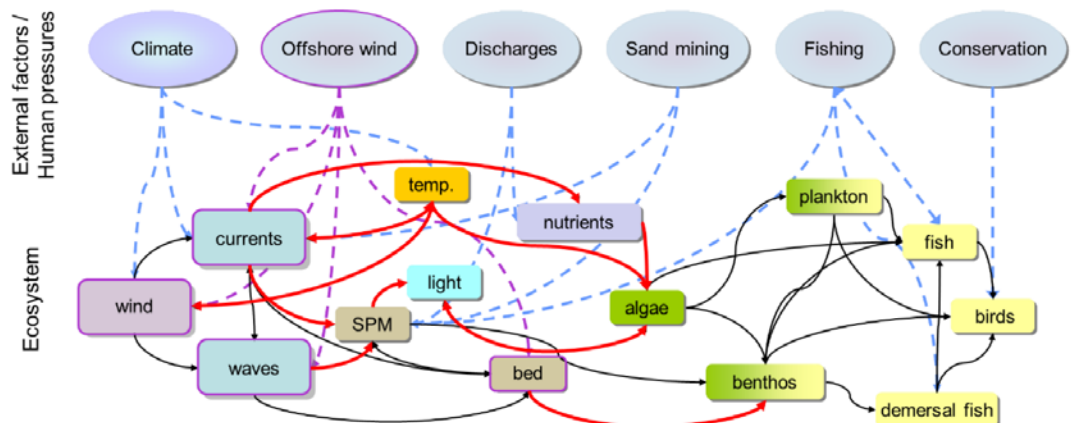 External factors /
Human pressures
Climate
Offshore wind
Discharges
Sand mining
Fishing
Conservation
Ecosystem
temp.
plankton
nutrients
currents
fish
light
wind
algae
birds
SPM
waves
bed
benthos
demersal fish